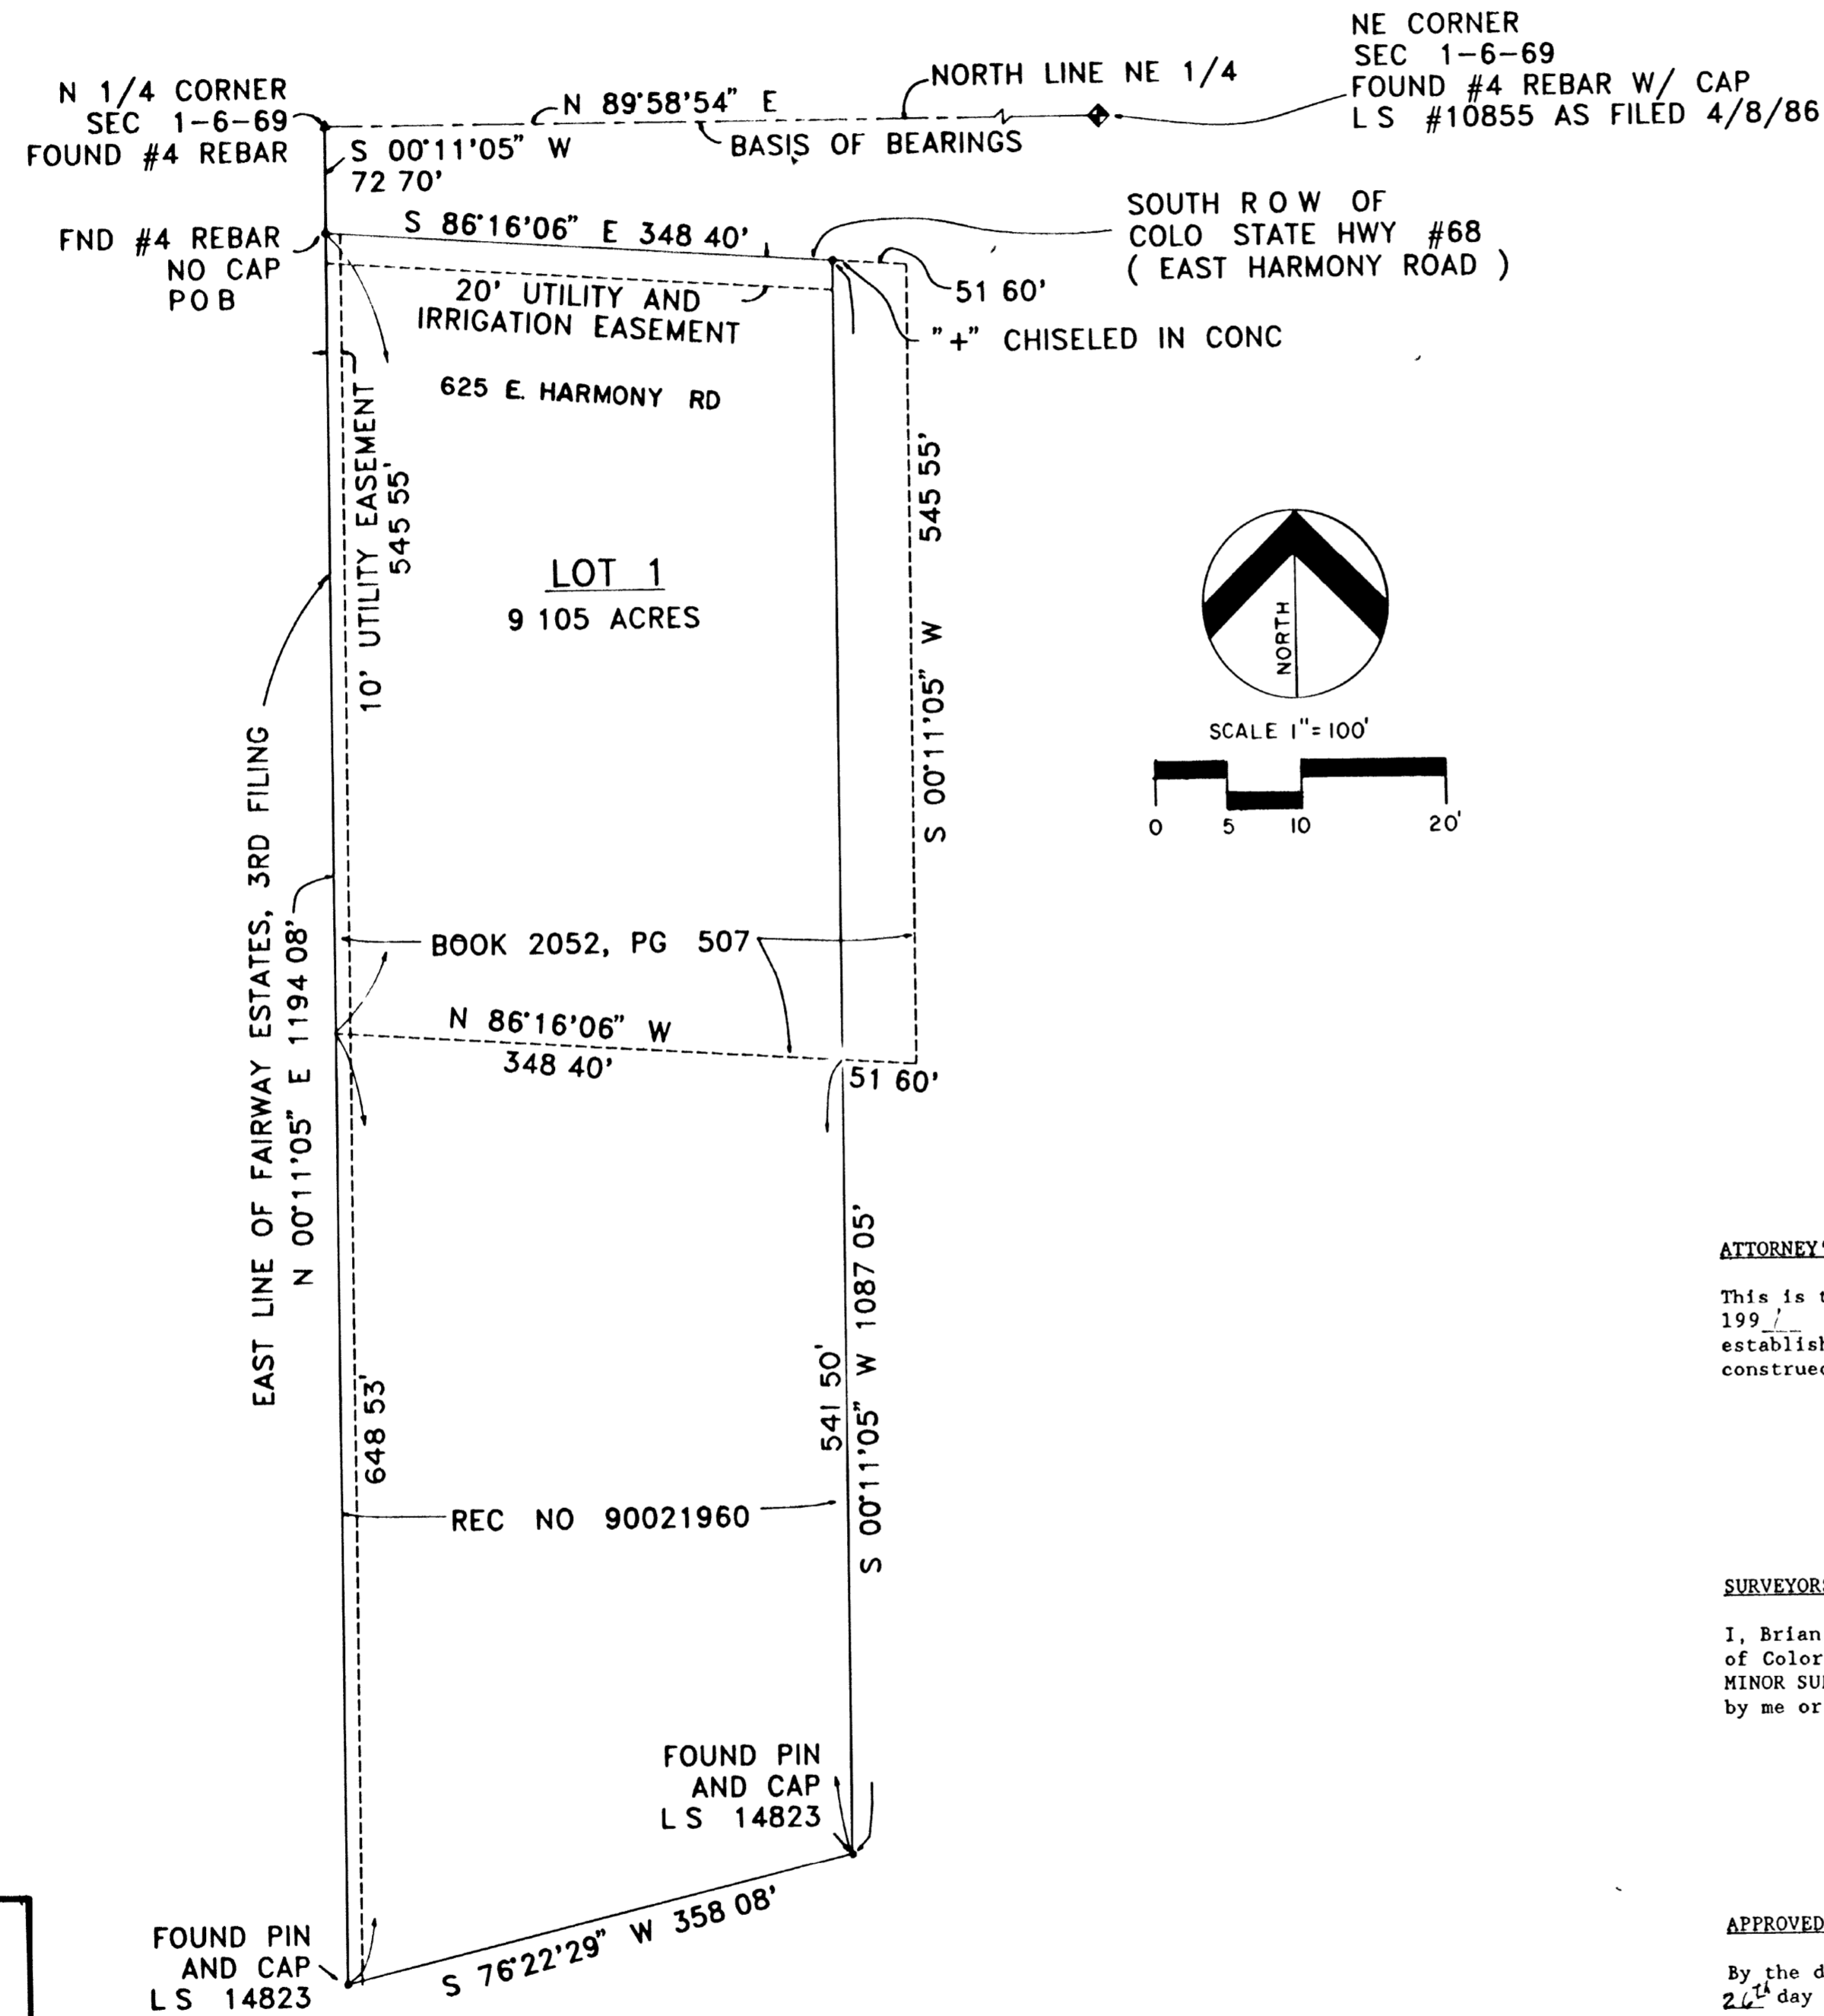 NE CORNER
SEC 1-6-69
FOUND #4 REBAR W/ CAP
L S #10855 AS FILED 4/8/86
N 1/4 CORNER
SEC 1-6-69
FOUND #4 REBAR
N 89°58'54" E
NORTH LINE NE 1/4
BASIS OF BEARINGS
S 00°11'05" W
72 70'
FND #4 REBAR
NO CAP
P O B
S 86°16'06" E 348 40'
SOUTH R O W OF
COLO STATE HWY #68
( EAST HARMONY ROAD )
51 60'
"+" CHISELED IN CONC
20' UTILITY AND
IRRIGATION EASEMENT
625 E. HARMONY RD
10' UTILITY EASEMENT
545 55'
LOT 1
9 105 ACRES
S 00°11'05" W 545 55'
NORTH
SCALE 1"=100'
0 5 10 20'
EAST LINE OF FAIRWAY ESTATES, 3RD FILING
N 00°11'05" E 1194 08'
BOOK 2052, PG 507
N 86°16'06" W
348 40'
51 60'
648 53'
541 50'
S 00°11'05" W 1087 05'
REC NO 90021960
FOUND PIN
AND CAP
L S 14823
S 76°22'29" W 358 08'
FOUND PIN
AND CAP
L S 14823
ATTORNEY'
This is t
199
establish
construed
SURVEYORS
I, Brian
of Color
MINOR SUB
by me or
APPROVED
By the d
26th day